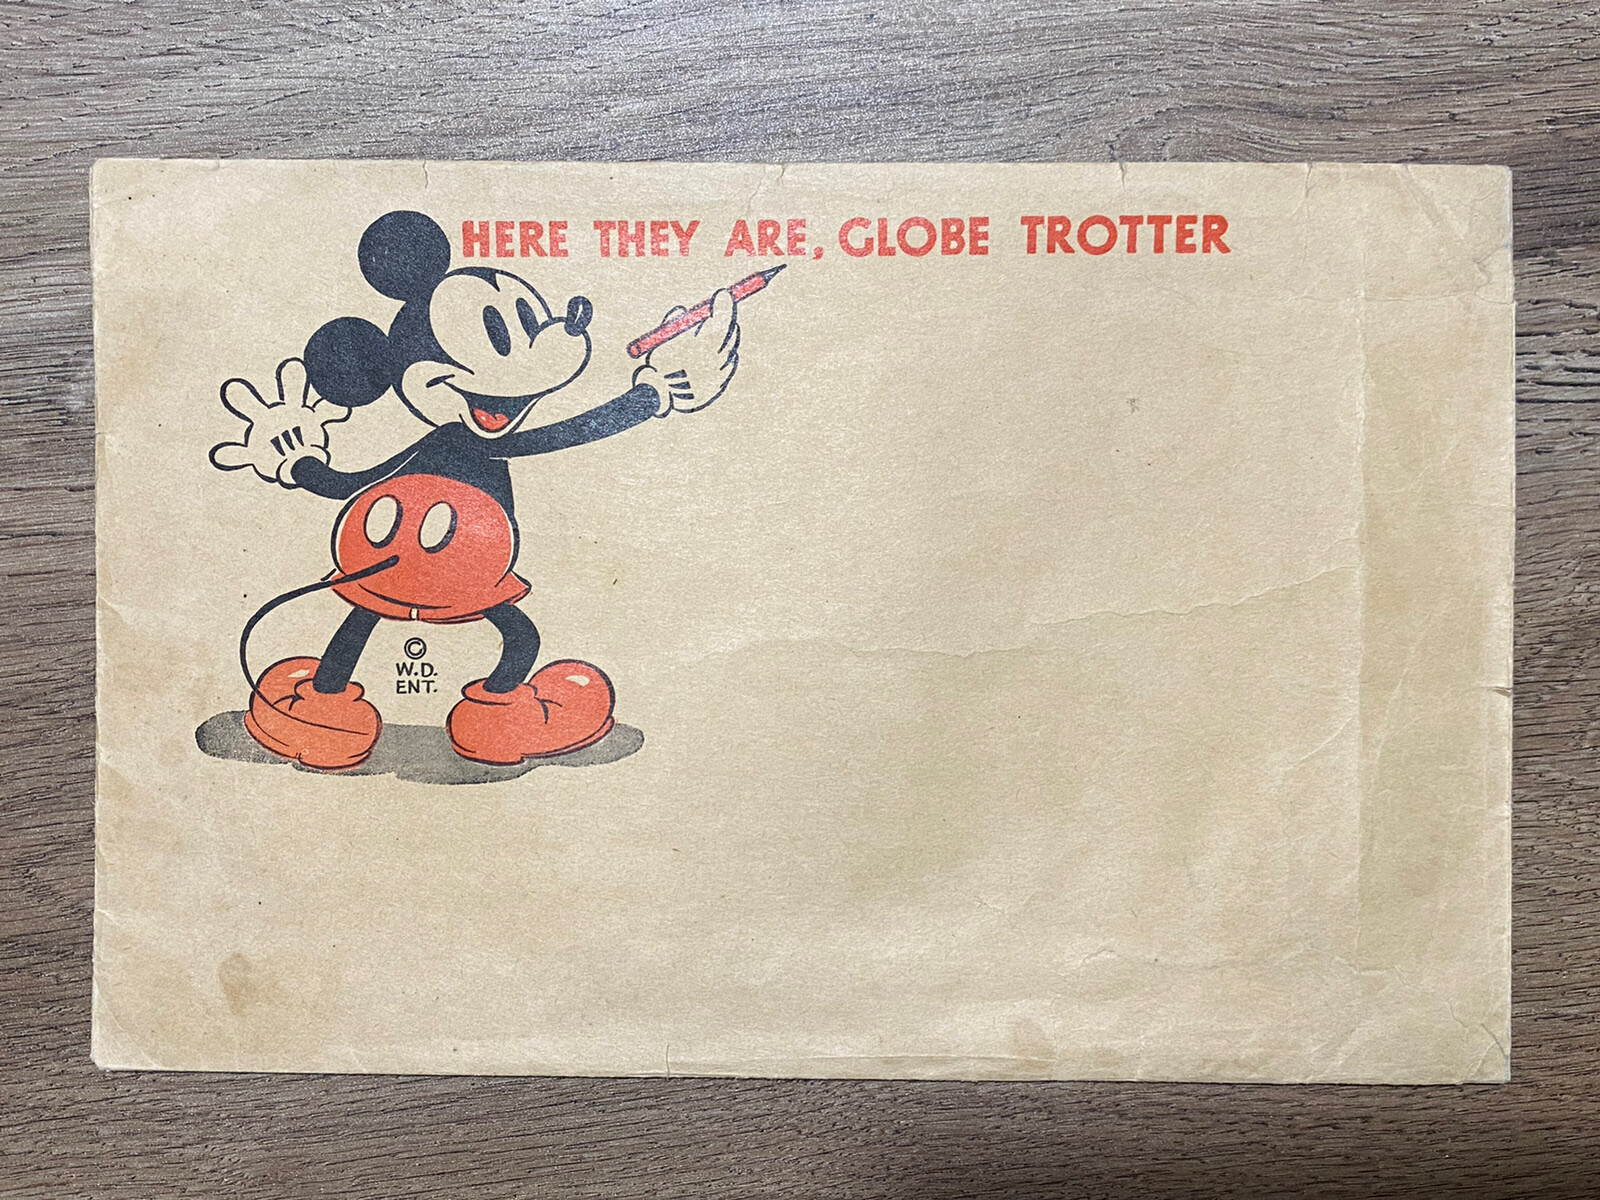 HERE THEY ARE, GLOBE TROTTER
©
W.D.
ENT.